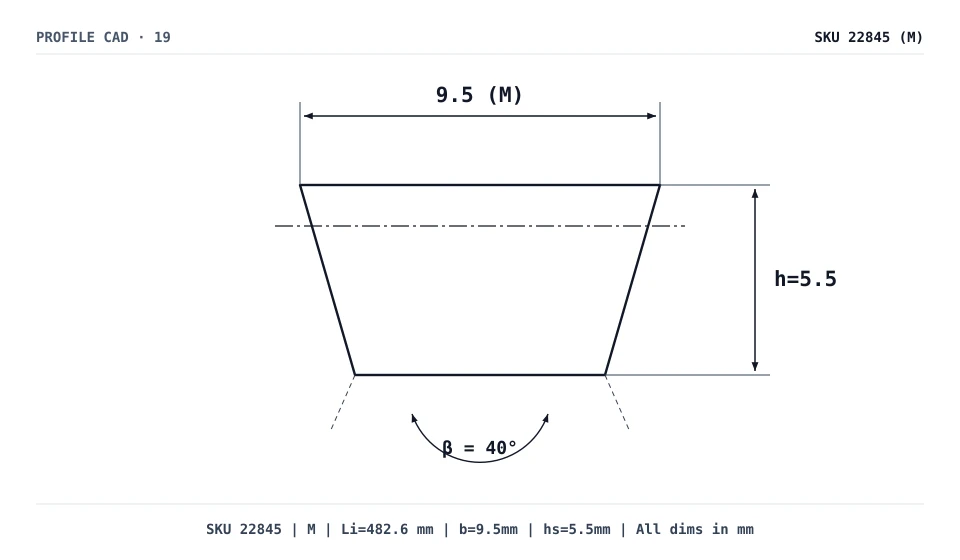 PROFILE CAD · 19
SKU 22845 (M)
9.5 (M)
h=5.5
β = 40°
SKU 22845 | M | Li=482.6 mm | b=9.5mm | hs=5.5mm | All dims in mm